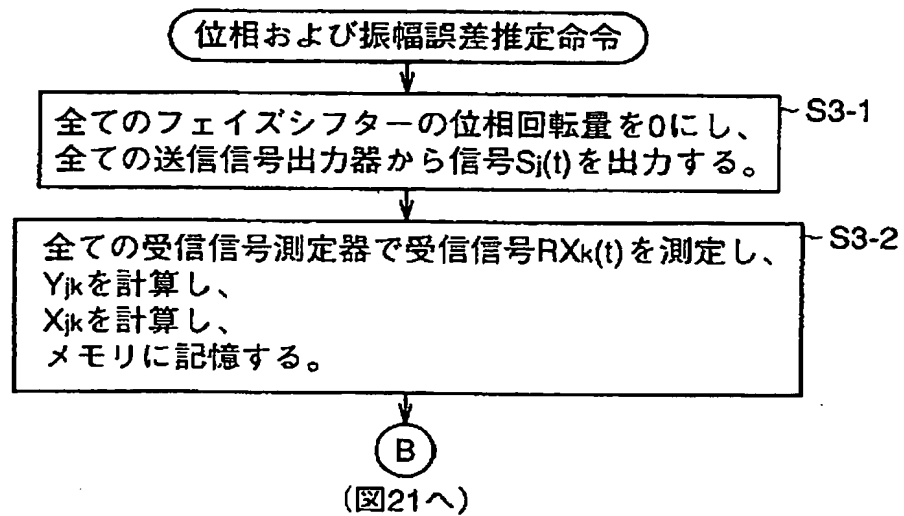 位相および振幅誤差推定命令
全てのフェイズシフターの位相回転量を0にし、
全ての送信信号出力器から信号Sj(t)を出力する。
S3-1
全ての受信信号測定器で受信信号RXk(t)を測定し、
Yjkを計算し、
Xjkを計算し、
メモリに記憶する。
S3-2
B
(図21へ)